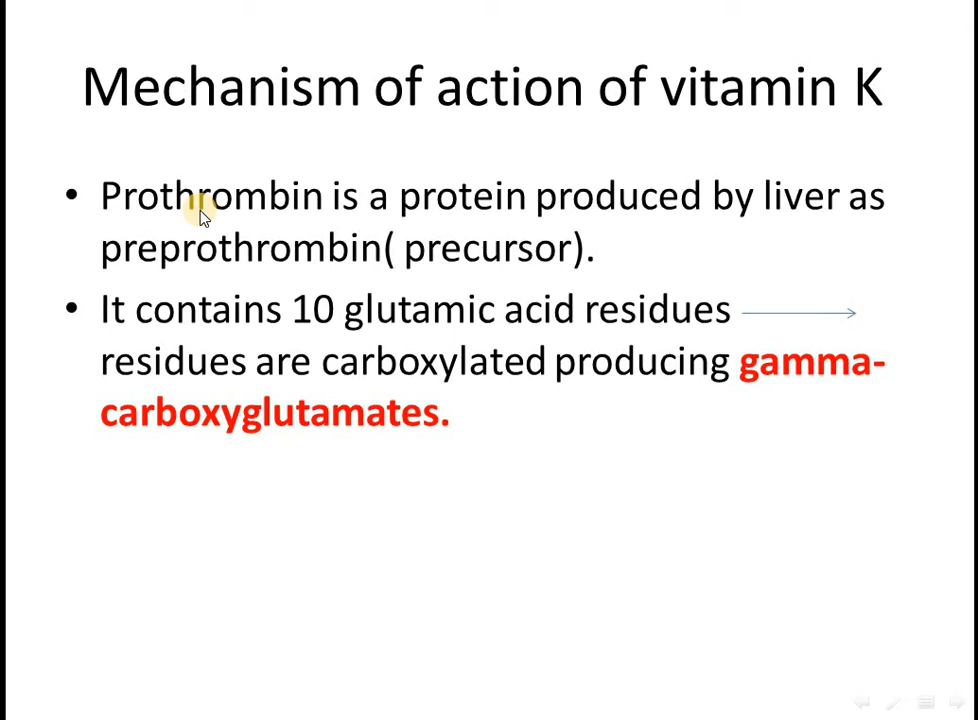 Mechanism of action of vitamin K
• Prothrombin is a protein produced by liver as
preprothrombin( precursor).
• It contains 10 glutamic acid residues
residues are carboxylated producing gamma-
carboxyglutamates.